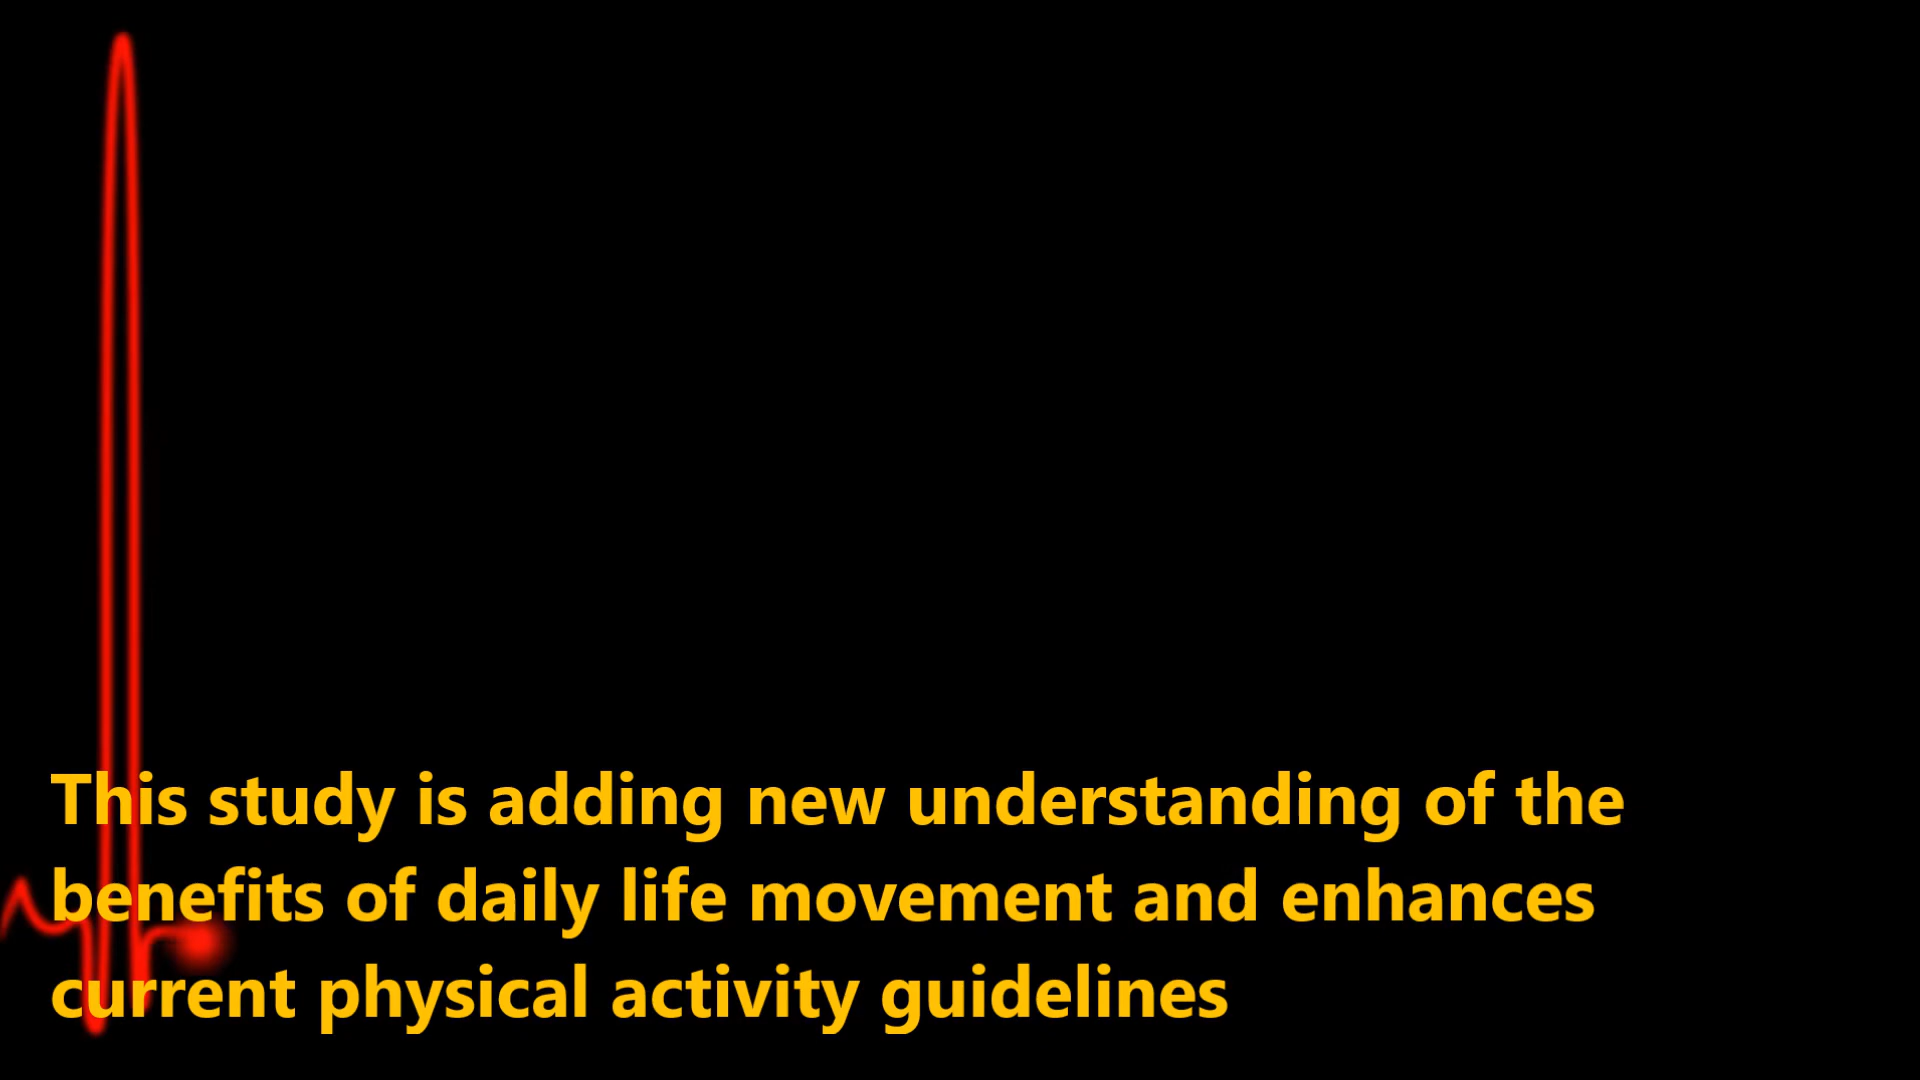 This study is adding new understanding of the
benefits of daily life movement and enhances
current physical activity guidelines